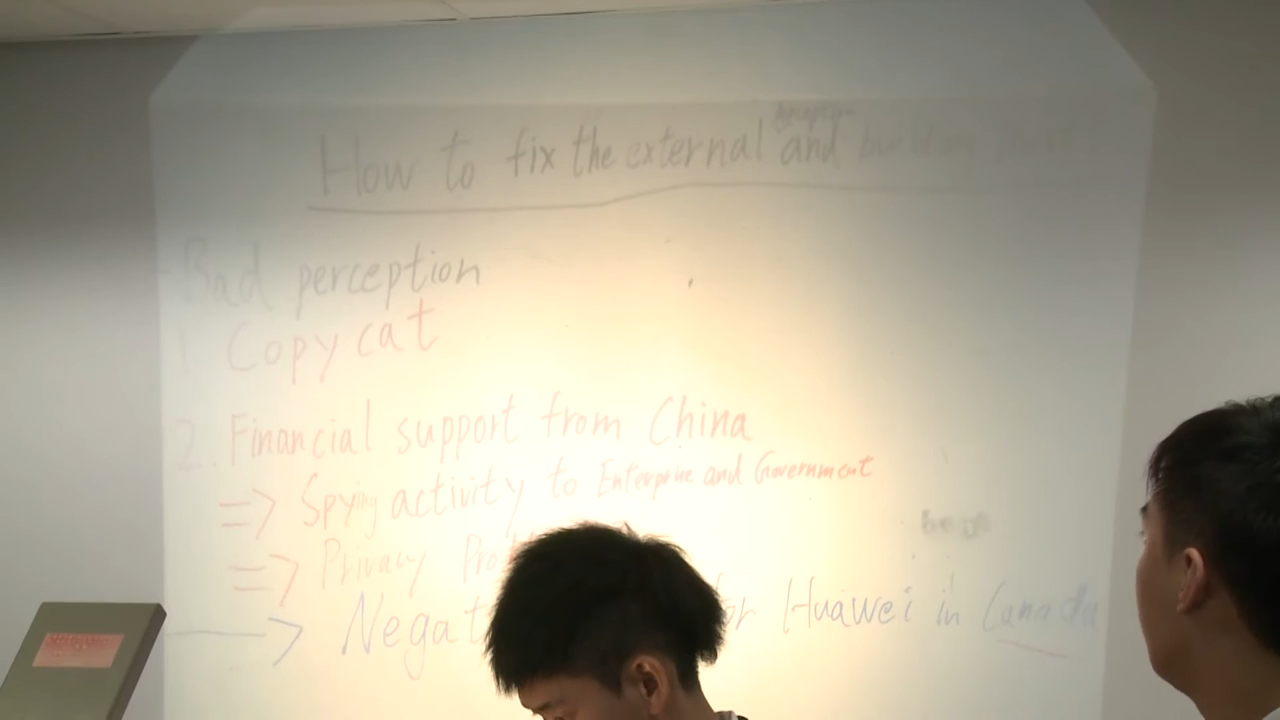 How to fix the external and building
Bad perception
1 Copycat
2. Financial support from China
=> Spying activity to Enterprise and Government
=> Privacy
Huawei in Canada